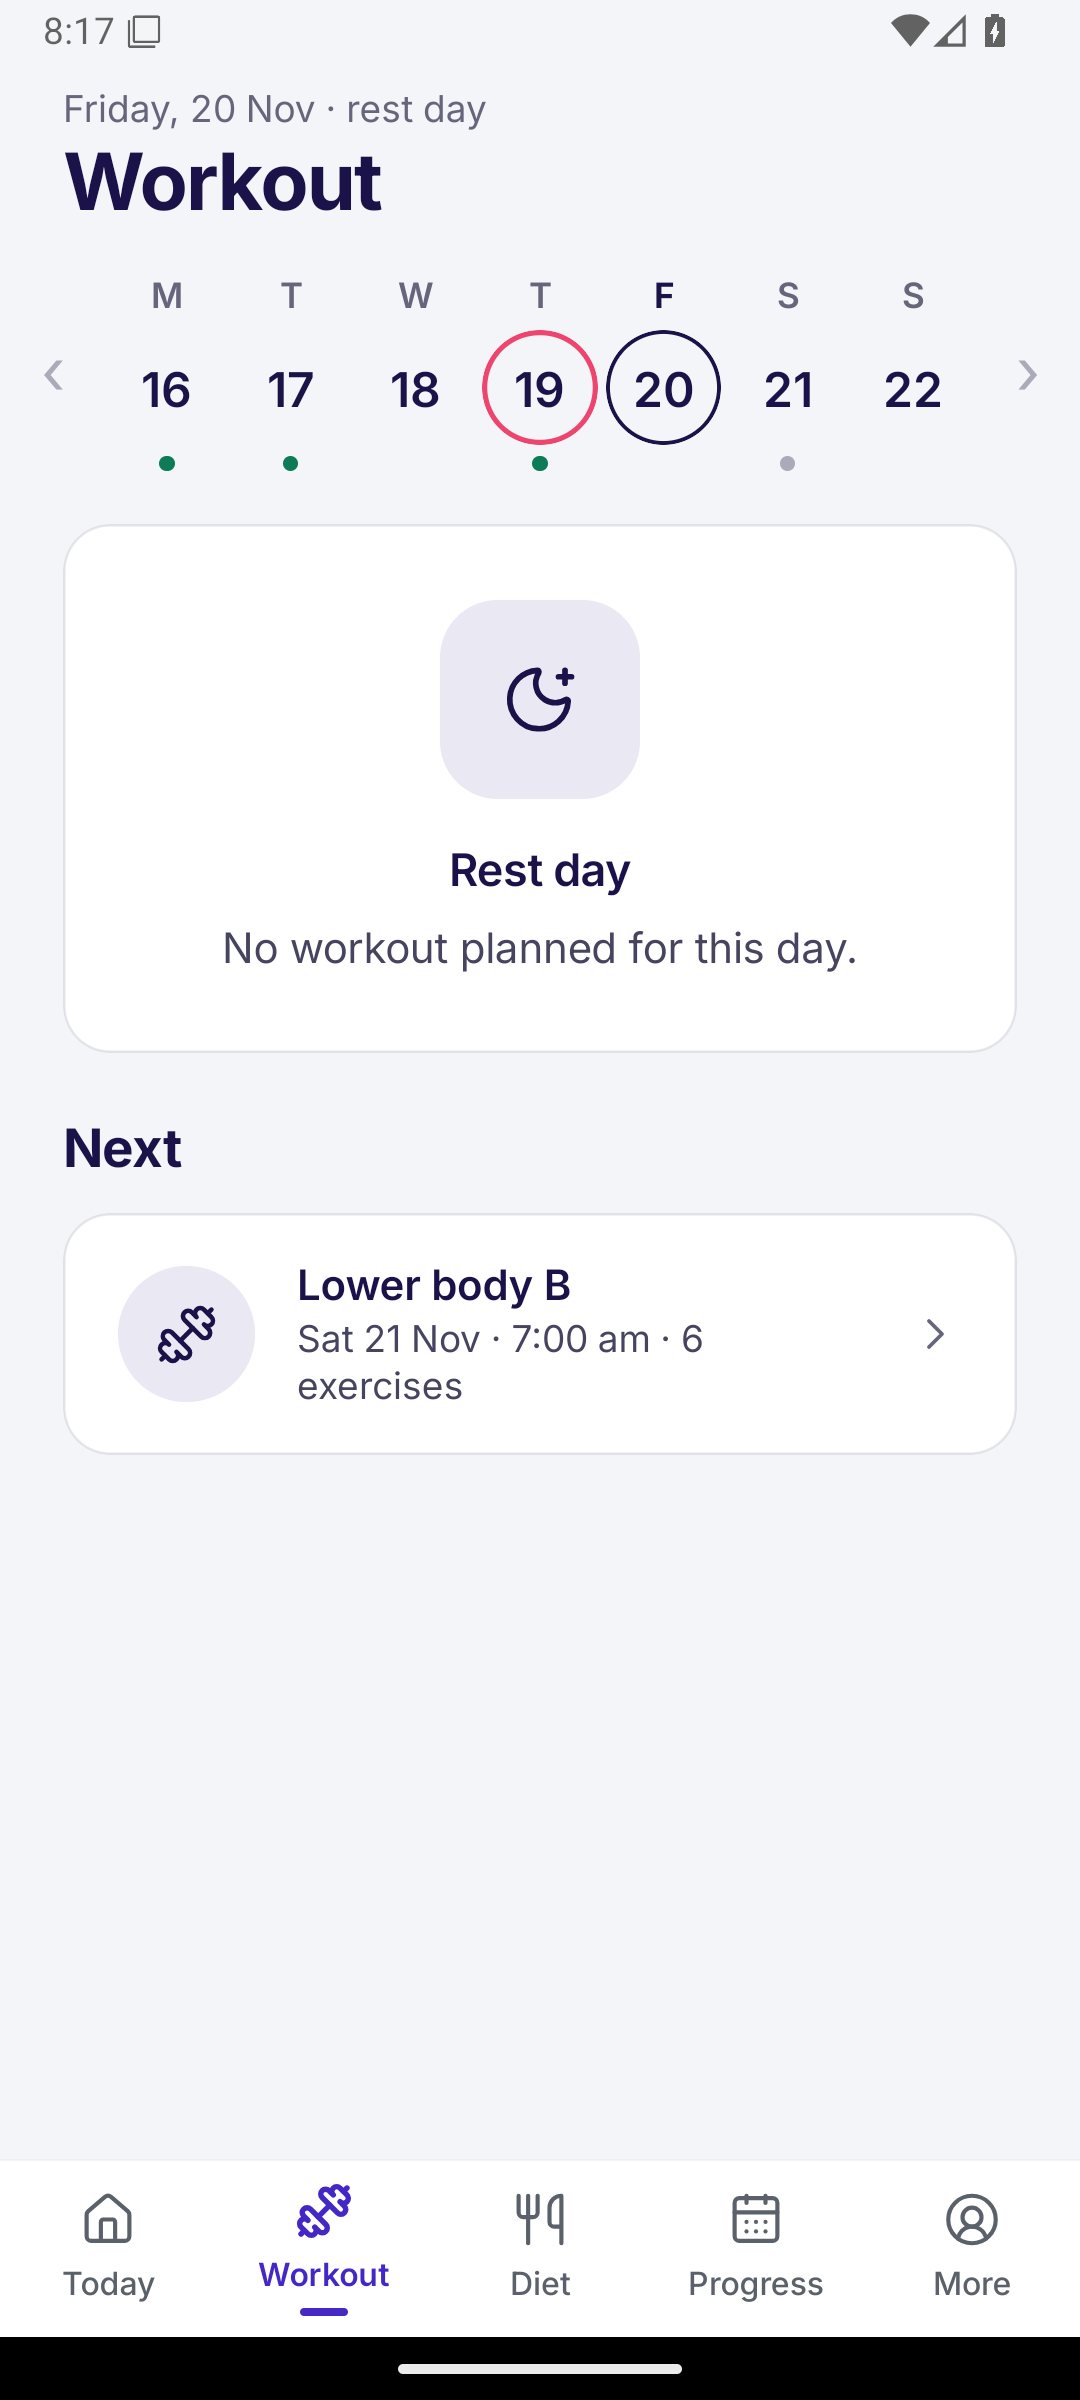 8:17
Friday, 20 Nov · rest day
Workout
M T W T F S S
16 17 18 19 20 21 22
Rest day
No workout planned for this day.
Next
Lower body B
Sat 21 Nov · 7:00 am · 6
exercises
Today Workout Diet Progress More